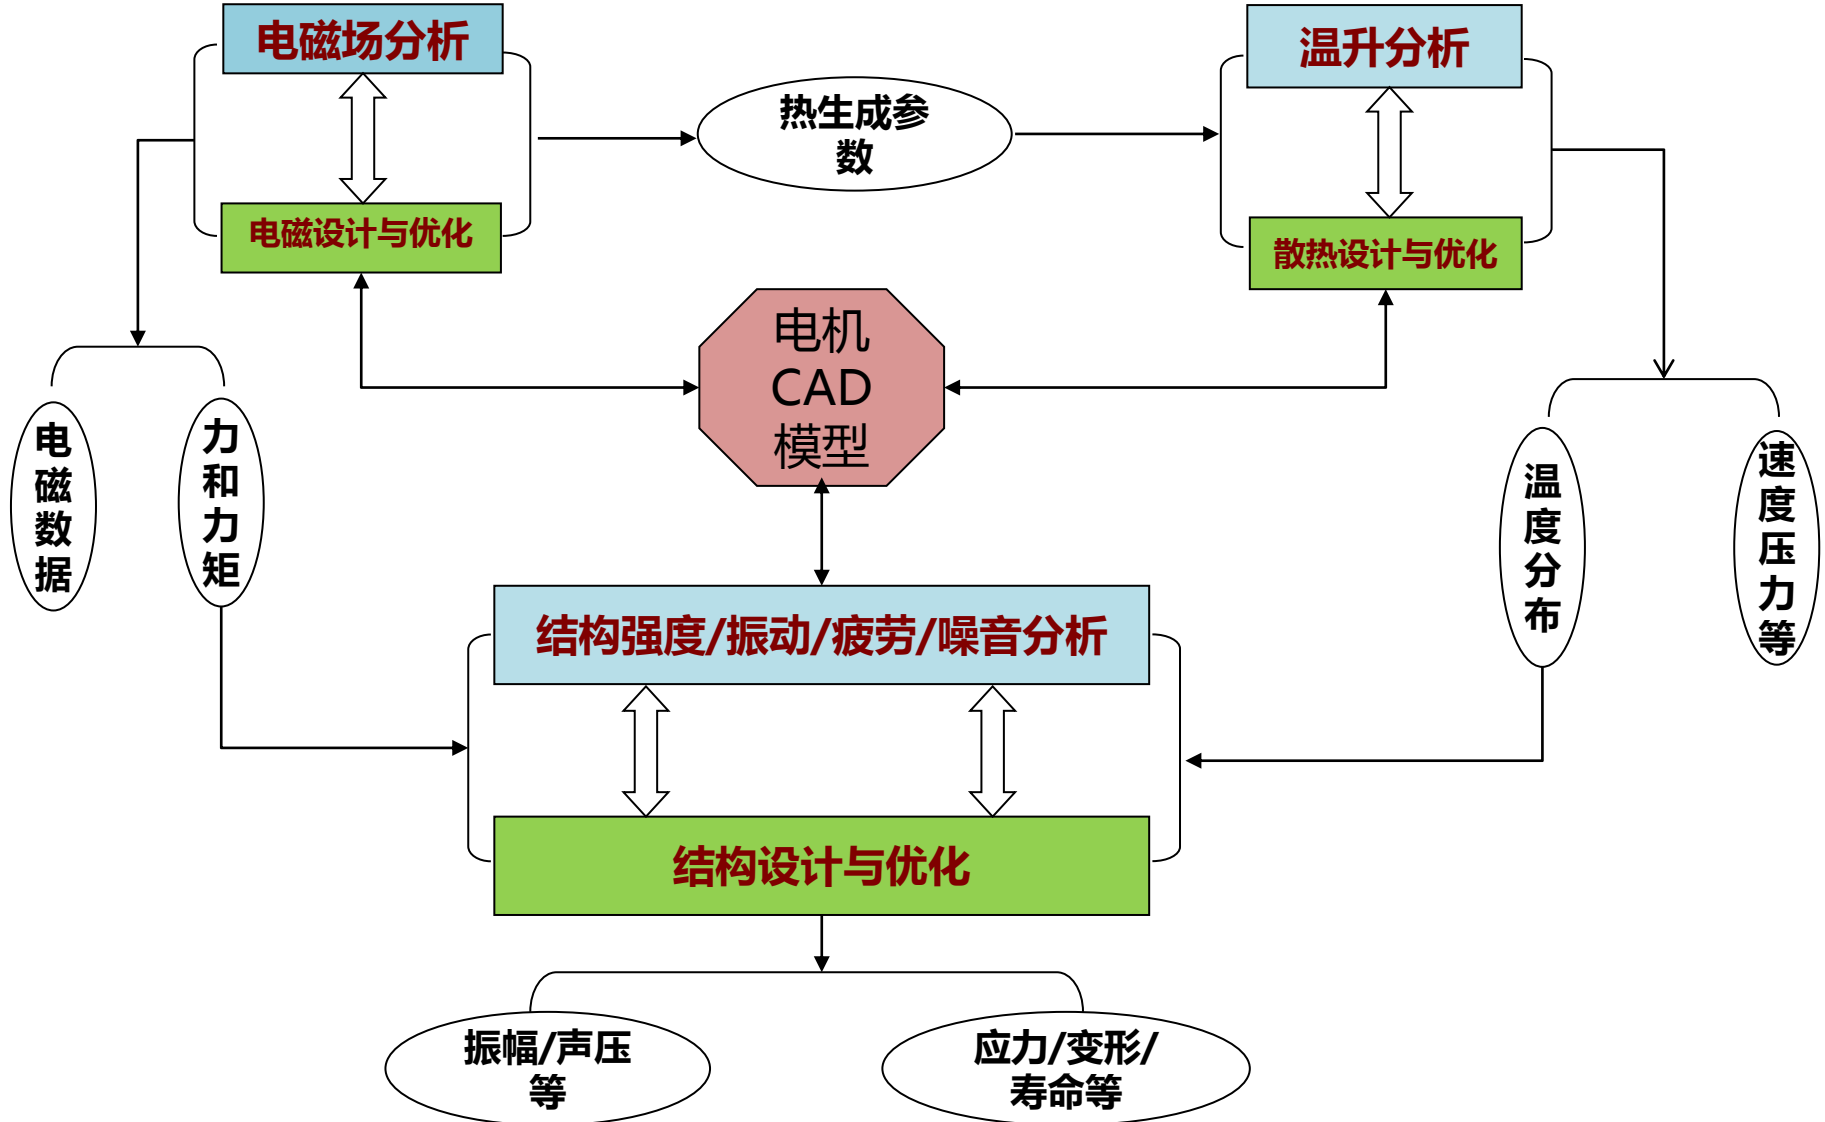 电磁场分析
温升分析
热生成参
数
电磁设计与优化
散热设计与优化
电机
CAD
模型
电
磁
数
据
力
和
力
矩
温
度
分
布
速
度
压
力
等
结构强度/振动/疲劳/噪音分析
结构设计与优化
振幅/声压
等
应力/变形/
寿命等